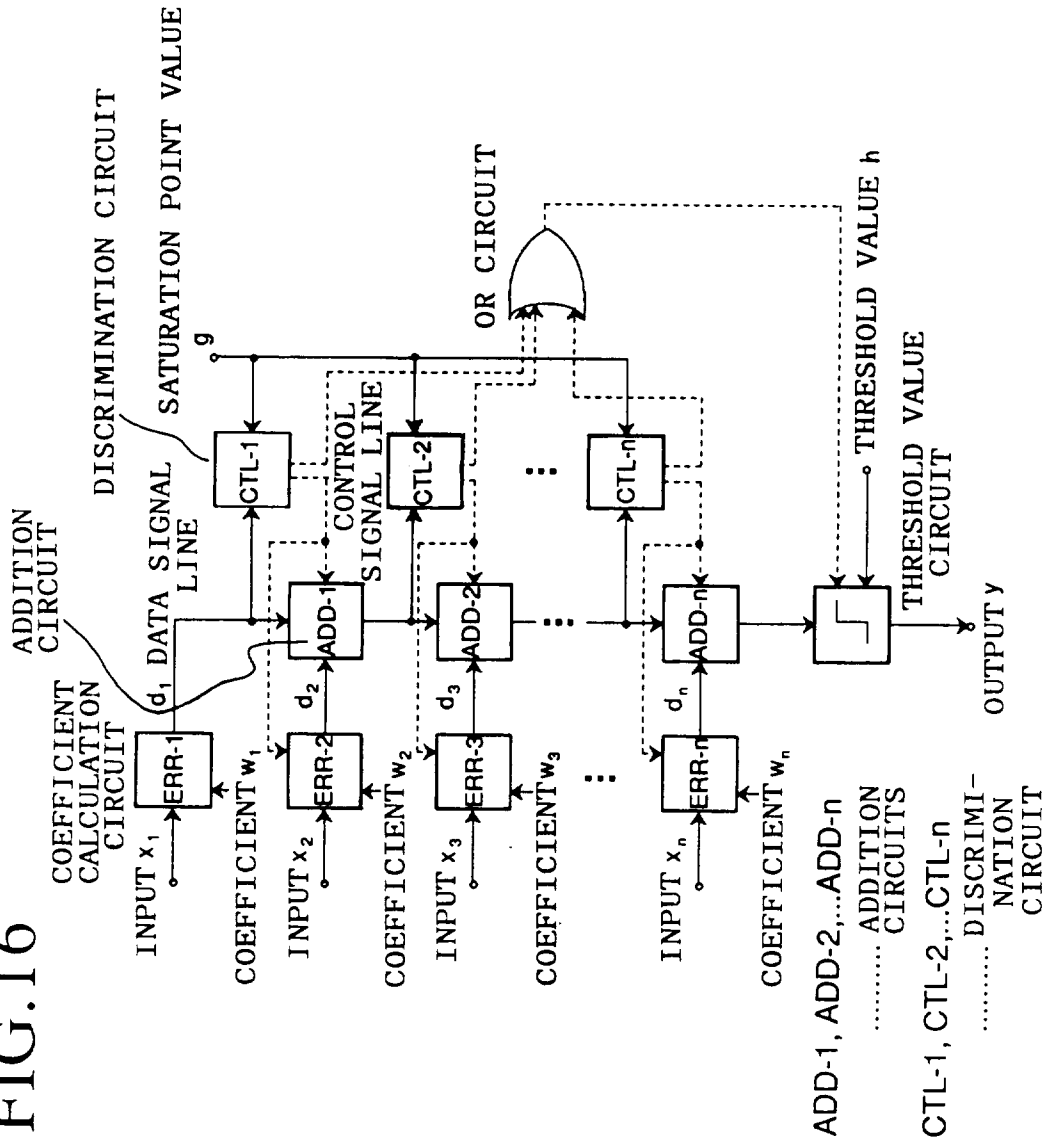 FIG.16
COEFFICIENT
CALCULATION
CIRCUIT
ADDITION
CIRCUIT
d1 DATA SIGNAL
LINE
DISCRIMINATION CIRCUIT
SATURATION POINT VALUE
g
INPUT x1
ERR-1
CTL-1
COEFFICIENT w1
INPUT x2
ERR-2
d2
ADD-1
CONTROL
SIGNAL LINE
CTL-2
OR CIRCUIT
COEFFICIENT w2
INPUT x3
ERR-3
d3
ADD-2
COEFFICIENT w3
CTL-n
INPUT xn
ERR-n
dn
ADD-n
COEFFICIENT wn
THRESHOLD VALUE h
THRESHOLD VALUE
CIRCUIT
OUTPUT y
ADD-1, ADD-2,...ADD-n
.......... ADDITION
CIRCUITS
CTL-1, CTL-2,...CTL-n
.......... DISCRIMI-
NATION
CIRCUIT